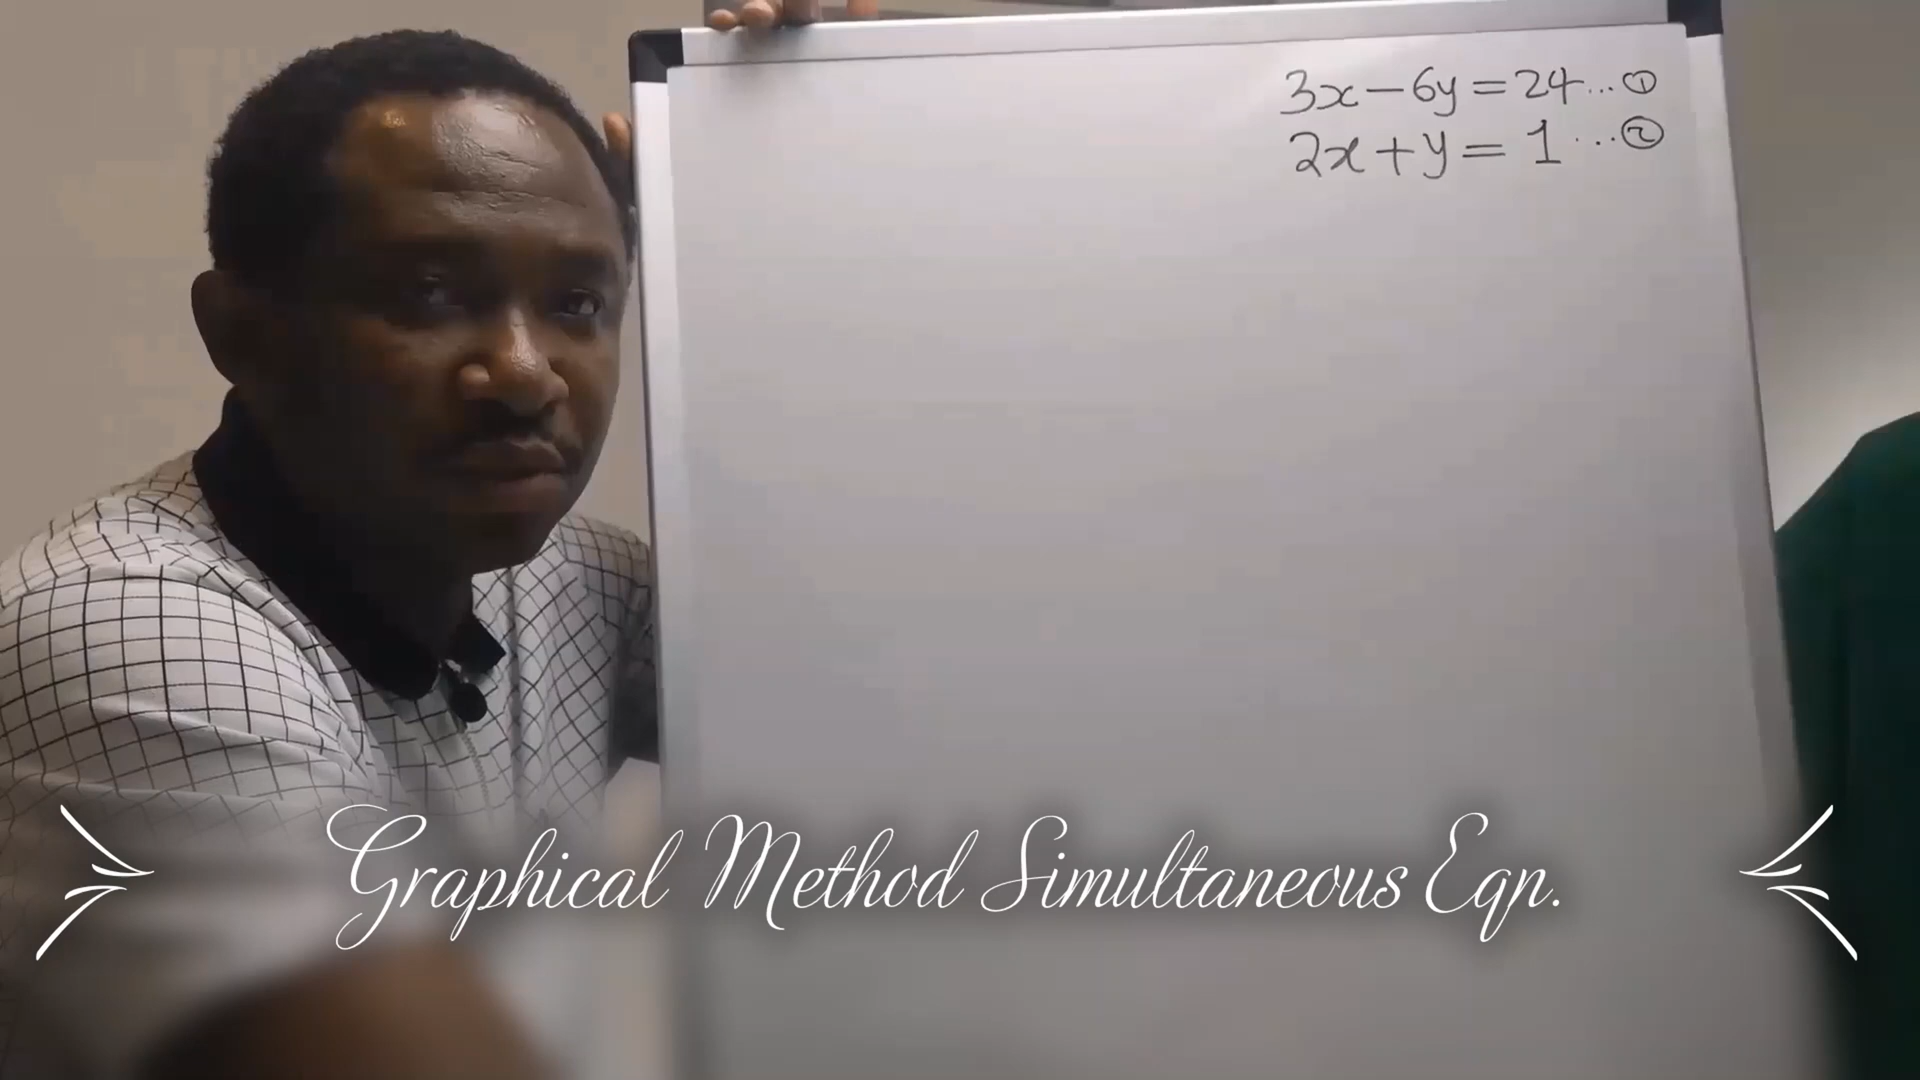 3x - 6y = 24 ... ①
2x + y = 1 ... ②
Graphical Method Simultaneous Eqn.